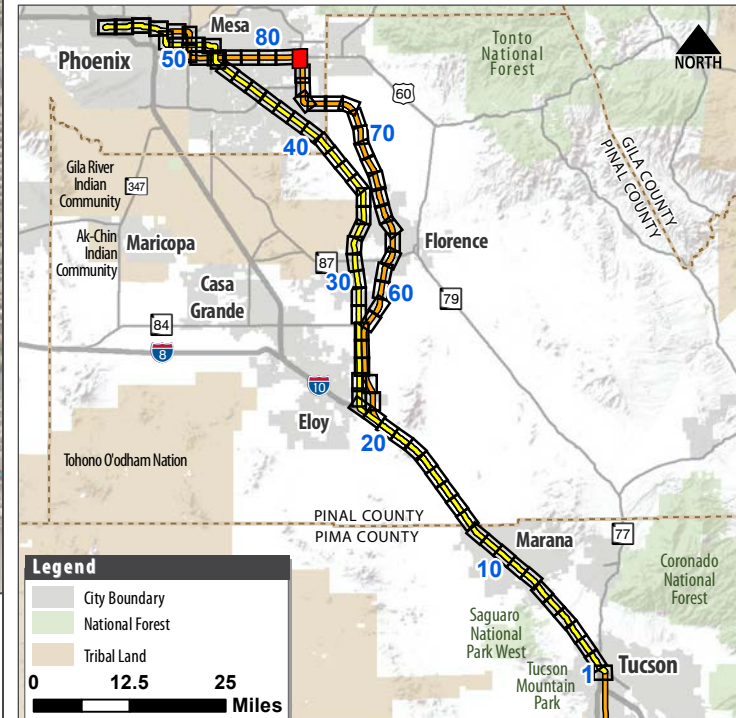 Mesa
80
Phoenix
50
Tonto
National
Forest
NORTH
60
70
40
GILA COUNTY
PINAL COUNTY
Gila River
Indian
Community
347
Ak-Chin
Indian
Community
Maricopa
Florence
87
30
Casa
Grande
60
79
84
8
10
Eloy
20
Tohono O'odham Nation
PINAL COUNTY
PIMA COUNTY
Marana
77
10
Coronado
National
Forest
Saguaro
National
Park West
Tucson
Mountain
Park
1
Tucson
Legend
City Boundary
National Forest
Tribal Land
0 12.5 25
Miles